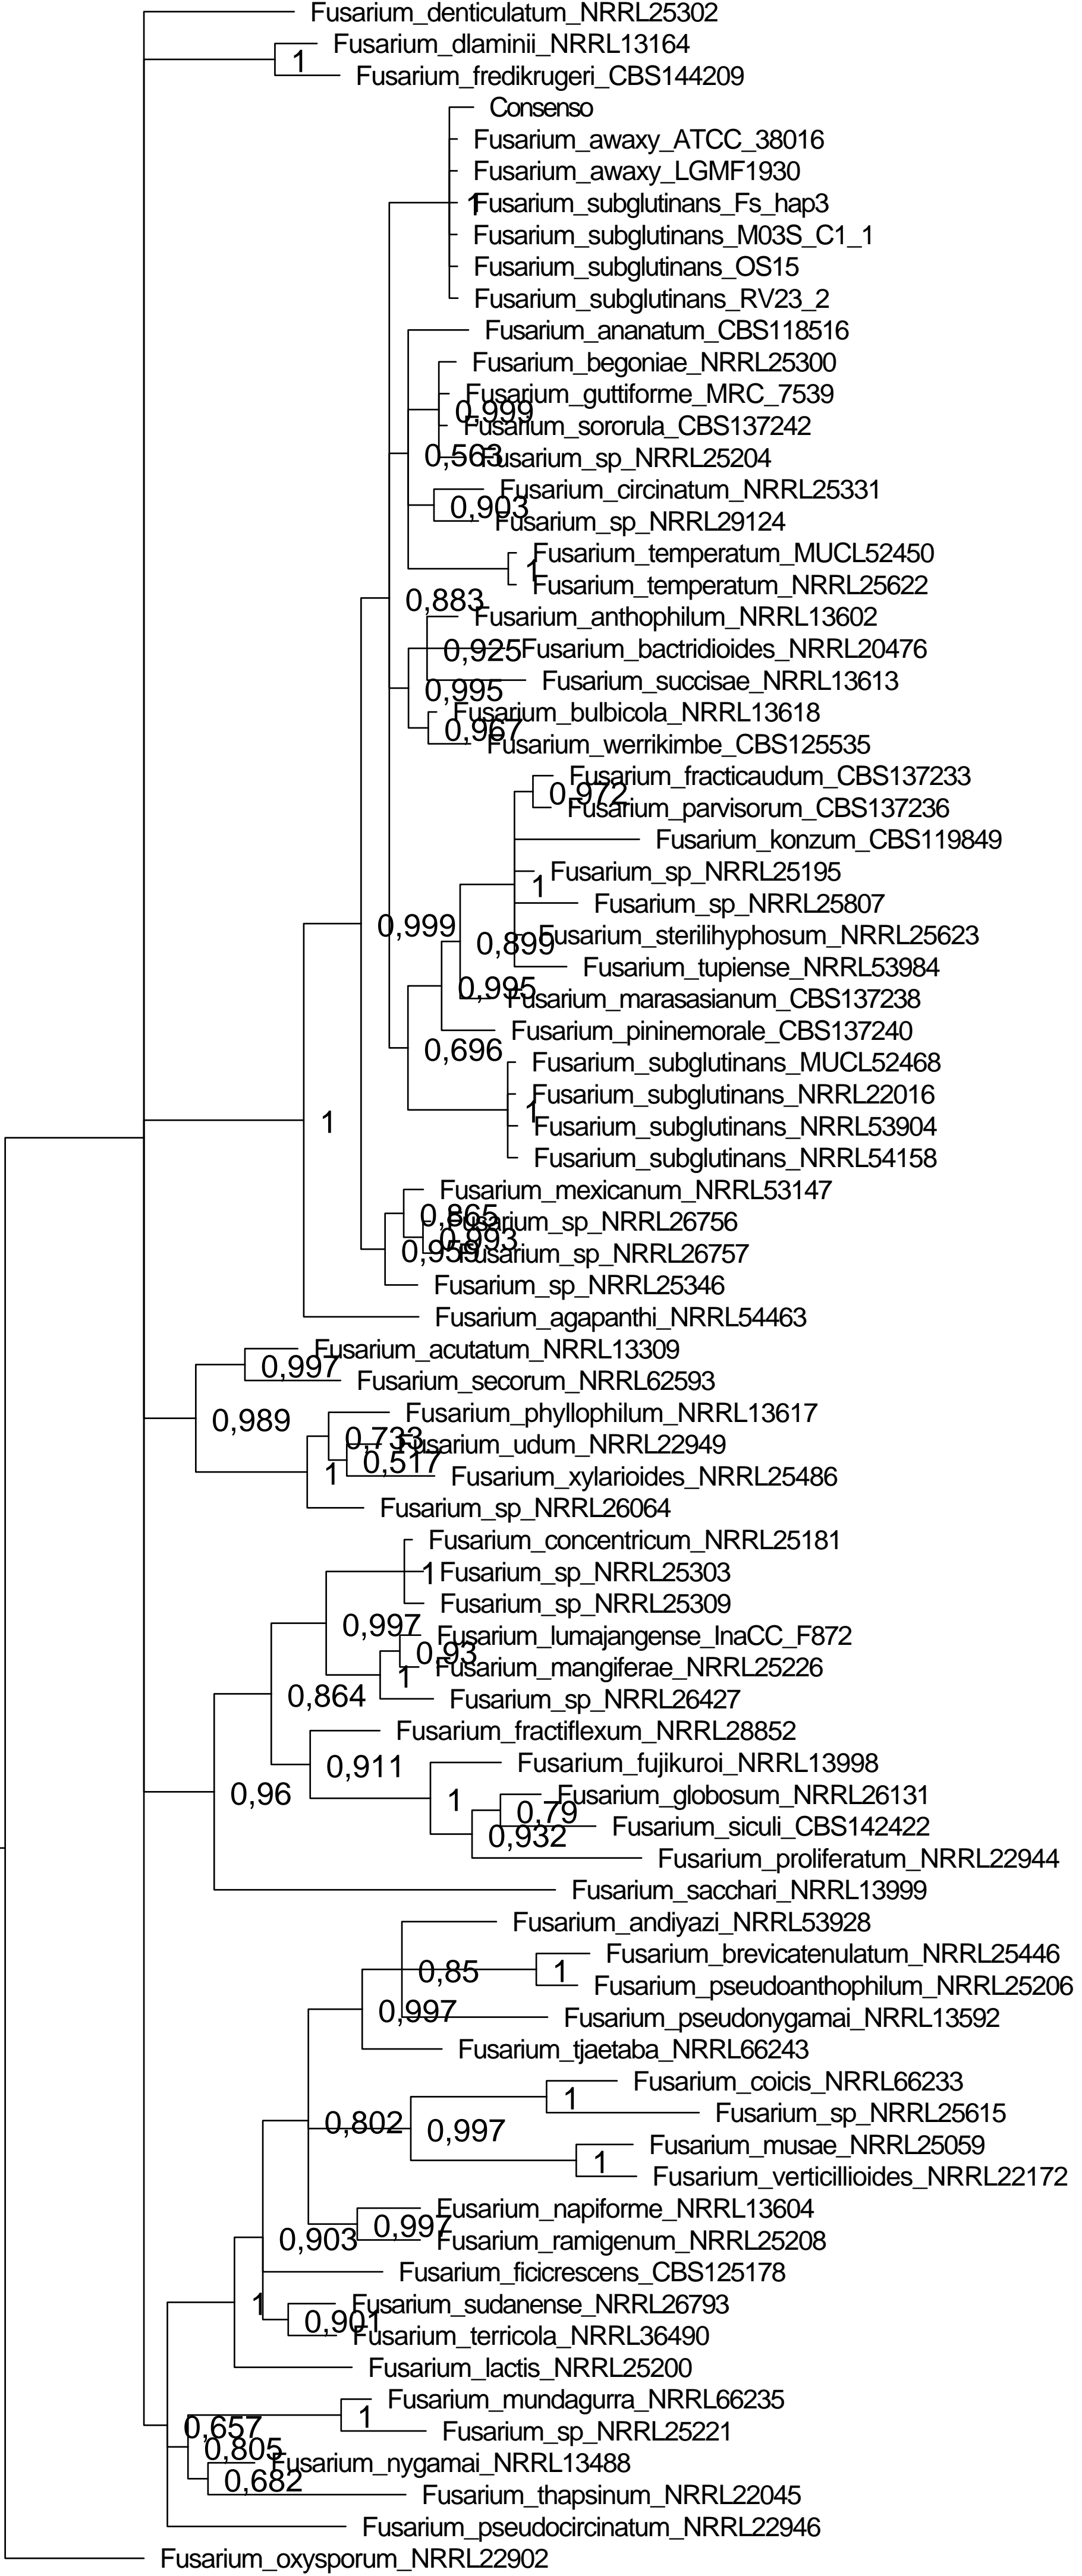 Fusarium_denticulatum_NRRL25302
Fusarium_dlaminii_NRRL13164
1
Fusarium_fredikrugeri_CBS144209
Consenso
Fusarium_awaxy_ATCC_38016
Fusarium_awaxy_LGMF1930
1
Fusarium_subglutinans_Fs_hap3
Fusarium_subglutinans_M03S_C1_1
Fusarium_subglutinans_OS15
Fusarium_subglutinans_RV23_2
Fusarium_ananatum_CBS118516
Fusarium_begoniae_NRRL25300
Fusarium_guttiforme_MRC_7539
0,999
Fusarium_sororula_CBS137242
0,563
Fusarium_sp_NRRL25204
Fusarium_circinatum_NRRL25331
0,903
Fusarium_sp_NRRL29124
Fusarium_temperatum_MUCL52450
1
Fusarium_temperatum_NRRL25622
0,883
Fusarium_anthophilum_NRRL13602
0,925
Fusarium_bactridioides_NRRL20476
Fusarium_succisae_NRRL13613
0,995
Fusarium_bulbicola_NRRL13618
0,967
Fusarium_werrikimbe_CBS125535
Fusarium_fracticaudum_CBS137233
0,972
Fusarium_parvisorum_CBS137236
Fusarium_konzum_CBS119849
Fusarium_sp_NRRL25195
1
Fusarium_sp_NRRL25807
0,999
Fusarium_sterilihyphosum_NRRL25623
0,899
Fusarium_tupiense_NRRL53984
0,995
Fusarium_marasasianum_CBS137238
Fusarium_pininemorale_CBS137240
0,696
Fusarium_subglutinans_MUCL52468
Fusarium_subglutinans_NRRL22016
1
Fusarium_subglutinans_NRRL53904
1
Fusarium_subglutinans_NRRL54158
Fusarium_mexicanum_NRRL53147
0,865
Fusarium_sp_NRRL26756
0,993
0,959
Fusarium_sp_NRRL26757
Fusarium_sp_NRRL25346
Fusarium_agapanthi_NRRL54463
Fusarium_acutatum_NRRL13309
0,997
Fusarium_secorum_NRRL62593
Fusarium_phyllophilum_NRRL13617
0,989
0,733
Fusarium_udum_NRRL22949
0,517
1
Fusarium_xylarioides_NRRL25486
Fusarium_sp_NRRL26064
Fusarium_concentricum_NRRL25181
1
Fusarium_sp_NRRL25303
Fusarium_sp_NRRL25309
0,997
Fusarium_lumajangense_InaCC_F872
0,93
Fusarium_mangiferae_NRRL25226
1
0,864
Fusarium_sp_NRRL26427
Fusarium_fractiflexum_NRRL28852
Fusarium_fujikuroi_NRRL13998
0,911
0,96
Fusarium_globosum_NRRL26131
1
0,79
Fusarium_siculi_CBS142422
0,932
Fusarium_proliferatum_NRRL22944
Fusarium_sacchari_NRRL13999
Fusarium_andiyazi_NRRL53928
Fusarium_brevicatenulatum_NRRL25446
0,85
1
Fusarium_pseudoanthophilum_NRRL25206
0,997
Fusarium_pseudonygamai_NRRL13592
Fusarium_tjaetaba_NRRL66243
Fusarium_coicis_NRRL66233
1
Fusarium_sp_NRRL25615
0,802
0,997
Fusarium_musae_NRRL25059
1
Fusarium_verticillioides_NRRL22172
Fusarium_napiforme_NRRL13604
0,997
0,903
Fusarium_ramigenum_NRRL25208
Fusarium_ficicrescens_CBS125178
1
Fusarium_sudanense_NRRL26793
0,901
Fusarium_terricola_NRRL36490
Fusarium_lactis_NRRL25200
Fusarium_mundagurra_NRRL66235
1
0,657
Fusarium_sp_NRRL25221
0,805
Fusarium_nygamai_NRRL13488
0,682
Fusarium_thapsinum_NRRL22045
Fusarium_pseudocircinatum_NRRL22946
Fusarium_oxysporum_NRRL22902